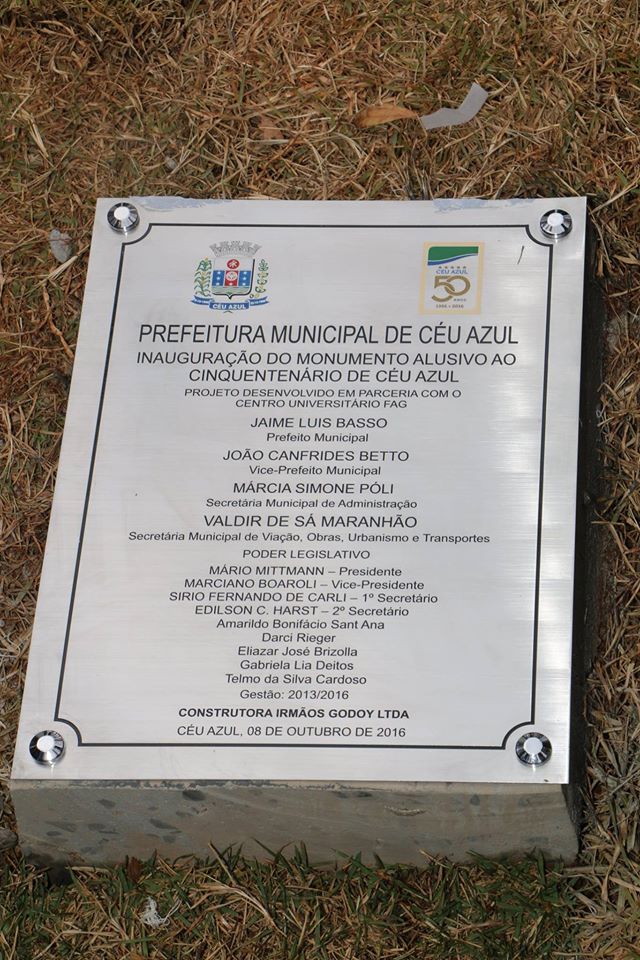 CÉU AZUL
CÉU AZUL
50
ANOS
1966 • 2016
PREFEITURA MUNICIPAL DE CÉU AZUL
INAUGURAÇÃO DO MONUMENTO ALUSIVO AO
CINQUENTENÁRIO DE CÉU AZUL
PROJETO DESENVOLVIDO EM PARCERIA COM O
CENTRO UNIVERSITÁRIO FAG
JAIME LUIS BASSO
Prefeito Municipal
JOÃO CANFRIDES BETTO
Vice-Prefeito Municipal
MÁRCIA SIMONE PÓLI
Secretária Municipal de Administração
VALDIR DE SÁ MARANHÃO
Secretária Municipal de Viação, Obras, Urbanismo e Transportes
PODER LEGISLATIVO
MÁRIO MITTMANN – Presidente
MARCIANO BOAROLI – Vice-Presidente
SIRIO FERNANDO DE CARLI – 1º Secretário
EDILSON C. HARST – 2º Secretário
Amarildo Bonifácio Sant Ana
Darci Rieger
Eliazar José Brizolla
Gabriela Lia Deitos
Telmo da Silva Cardoso
Gestão: 2013/2016
CONSTRUTORA IRMÃOS GODOY LTDA
CÉU AZUL, 08 DE OUTUBRO DE 2016